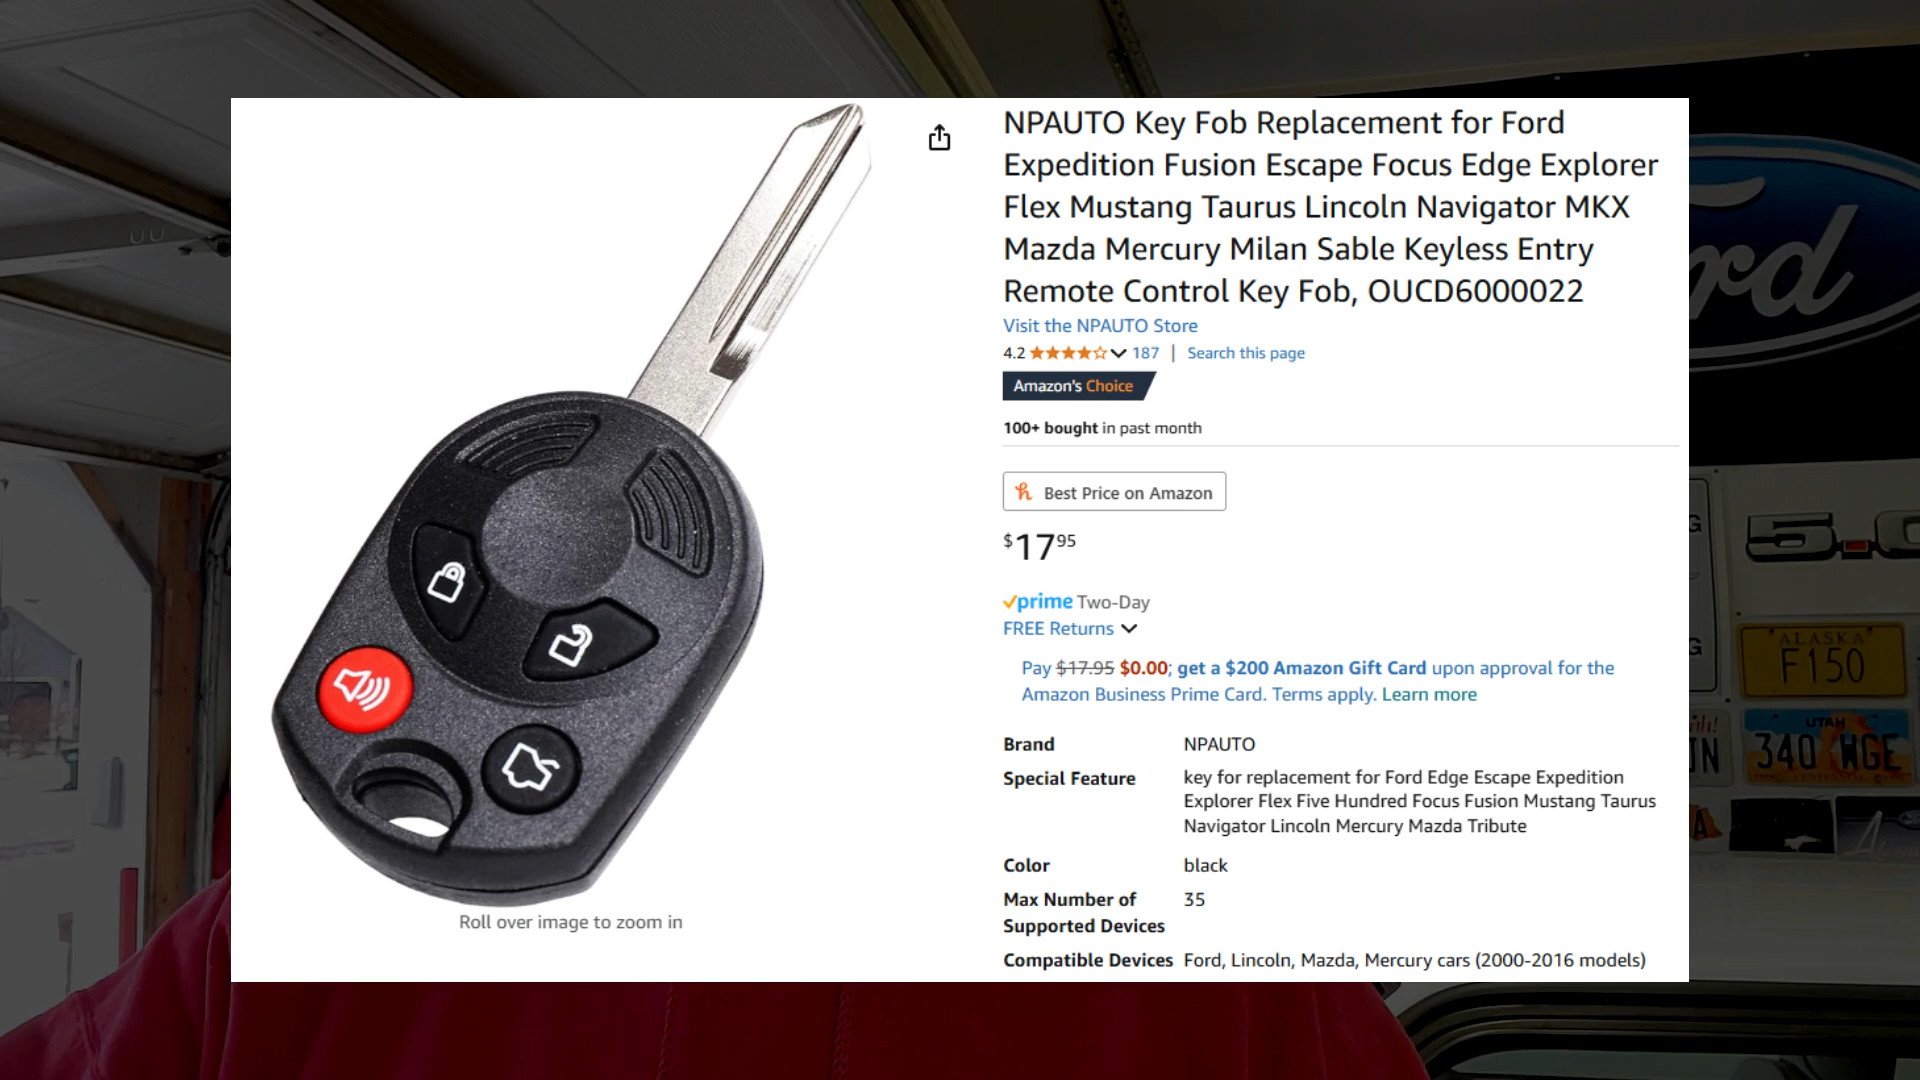 NPAUTO Key Fob Replacement for Ford
Expedition Fusion Escape Focus Edge Explorer
Flex Mustang Taurus Lincoln Navigator MKX
Mazda Mercury Milan Sable Keyless Entry
Remote Control Key Fob, OUCD6000022
Visit the NPAUTO Store
4.2 187 | Search this page
Amazon's Choice
100+ bought in past month
Best Price on Amazon
$17.95
prime Two-Day
FREE Returns
Pay $17.95 $0.00; get a $200 Amazon Gift Card upon approval for the
Amazon Business Prime Card. Terms apply. Learn more
Brand NPAUTO
Special Feature key for replacement for Ford Edge Escape Expedition
Explorer Flex Five Hundred Focus Fusion Mustang Taurus
Navigator Lincoln Mercury Mazda Tribute
Color black
Max Number of 35
Supported Devices
Compatible Devices Ford, Lincoln, Mazda, Mercury cars (2000-2016 models)
Roll over image to zoom in
rd
5.0
ALASKA
F150
UTAH
340 WGE